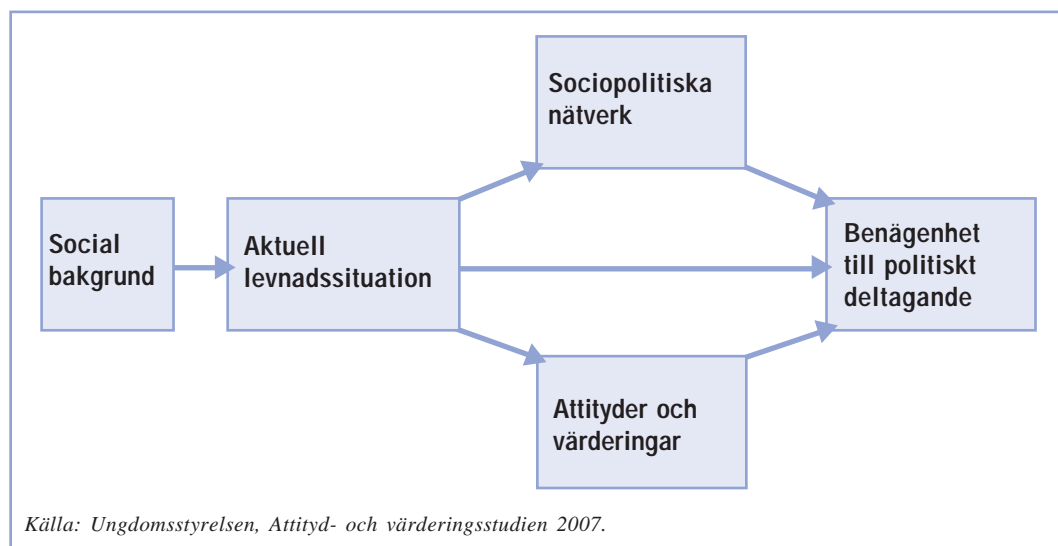 Sociopolitiska
nätverk
Social
bakgrund
Aktuell
levnadssituation
Benägenhet
till politiskt
deltagande
Attityder och
värderingar
Källa: Ungdomsstyrelsen, Attityd- och värderingsstudien 2007.